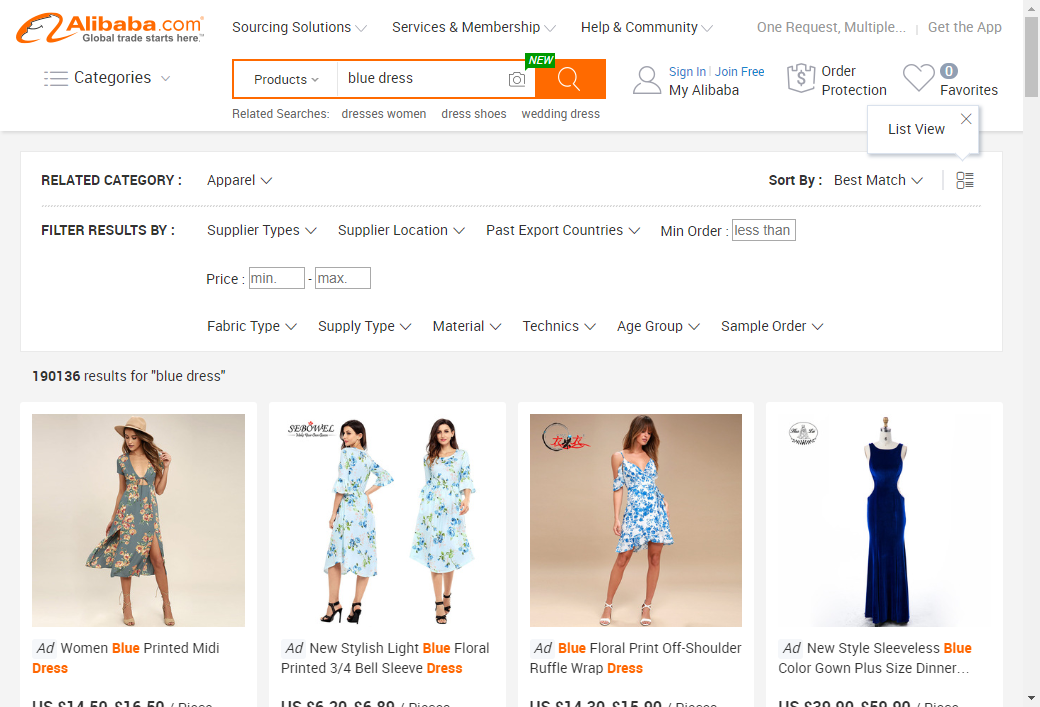 Alibaba.com
Global trade starts here.™
Sourcing Solutions
Services & Membership
Help & Community
One Request, Multiple...
Get the App
Categories
Products
blue dress
NEW
Sign In | Join Free
My Alibaba
Order
Protection
0
Favorites
Related Searches: dresses women dress shoes wedding dress
List View
RELATED CATEGORY :
Apparel
Sort By : Best Match
FILTER RESULTS BY :
Supplier Types
Supplier Location
Past Export Countries
Min Order : less than
Price : min. - max.
Fabric Type
Supply Type
Material
Technics
Age Group
Sample Order
190136 results for "blue dress"
SEBOWEL
Make Your Own Queen
Ad Women Blue Printed Midi
Dress
Ad New Stylish Light Blue Floral
Printed 3/4 Bell Sleeve Dress
Ad Blue Floral Print Off-Shoulder
Ruffle Wrap Dress
Ad New Style Sleeveless Blue
Color Gown Plus Size Dinner...
US $14.50-$16.50 / Piece
US $6.20-$6.89 / Pieces
US $14.30-$15.90 / Pieces
US $39.90-$59.90 / Piece